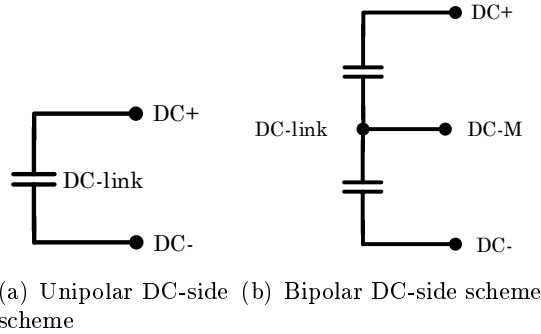 DC+
DC-link
DC-
DC+
DC-link
DC-M
DC-
(a) Unipolar DC-side
scheme
(b) Bipolar DC-side scheme